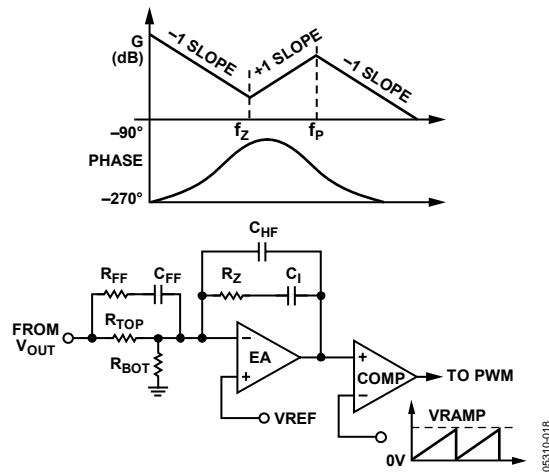 G
(dB)
–1 SLOPE
+1 SLOPE
–1 SLOPE
fZ
fP
–90°
PHASE
–270°
CHF
RFF
CFF
RZ
CI
FROM
VOUT
RTOP
RBOT
–
+
EA
VREF
+
–
COMP
TO PWM
VRAMP
0V
05310-018